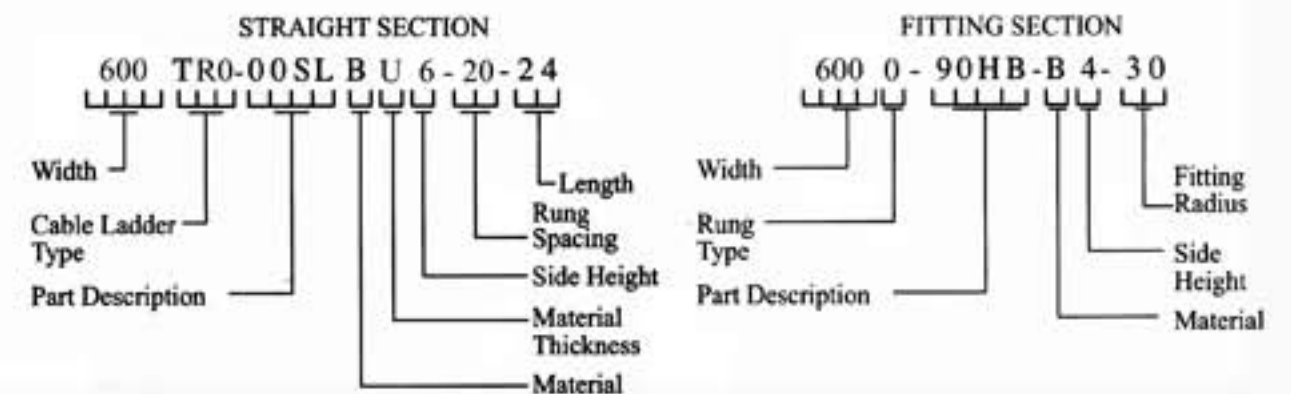 STRAIGHT SECTION
600 TR0-00SL B U 6 - 20 - 24
Width
Cable Ladder
Type
Part Description
Length
Rung
Spacing
Side Height
Material
Thickness
Material
FITTING SECTION
600 0 - 90HB - B 4 - 30
Width
Rung
Type
Part Description
Fitting
Radius
Side
Height
Material